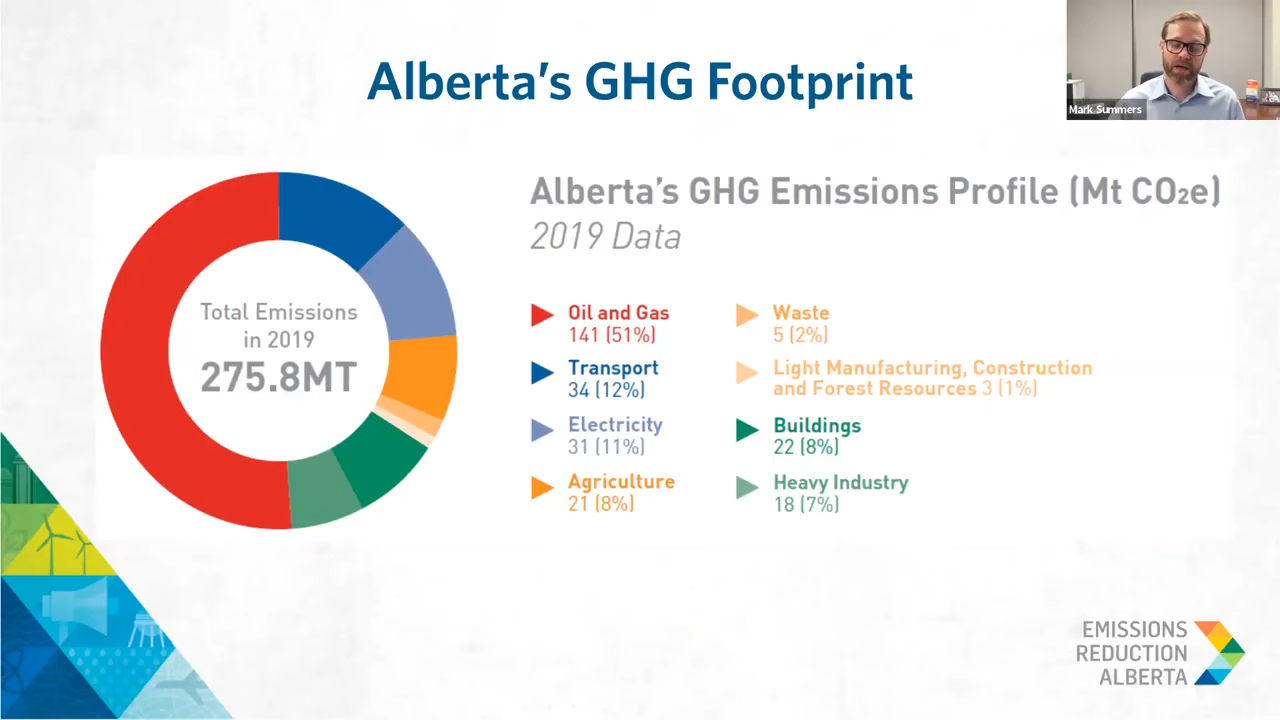 Alberta's GHG Footprint
Mark Summers
Alberta's GHG Emissions Profile (Mt CO₂e)
2019 Data
Total Emissions
in 2019
275.8MT
Oil and Gas
141 (51%)
Transport
34 (12%)
Electricity
31 (11%)
Agriculture
21 (8%)
Waste
5 (2%)
Light Manufacturing, Construction
and Forest Resources 3 (1%)
Buildings
22 (8%)
Heavy Industry
18 (7%)
EMISSIONS
REDUCTION
ALBERTA